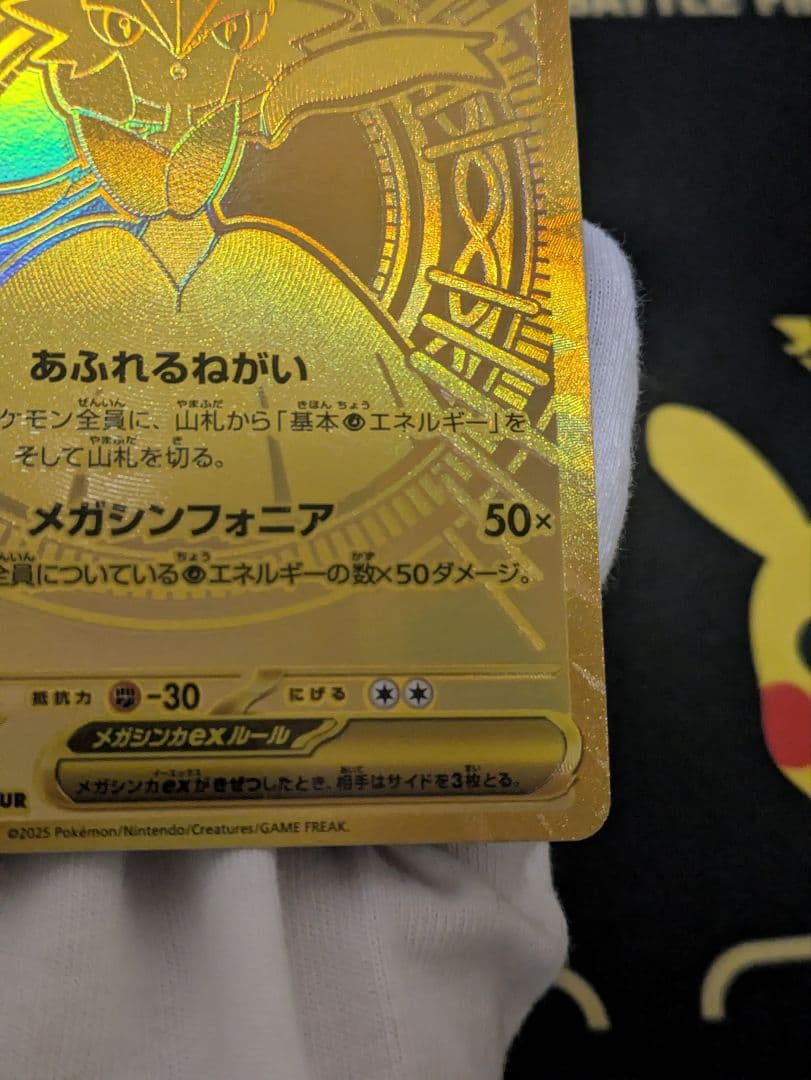 BATTLE
あふれるねがい
ケモン全員に、山札から「基本エネルギー」を
そして山札を切る。
メガシンフォニア 50×
全員についているエネルギーの数×50ダメージ。
抵抗力 -30 にげる
メガシンカexルール
メガシンカexがきぜつしたとき、相手はサイドを3枚とる。
UR
©2025 Pokémon/Nintendo/Creatures/GAME FREAK.